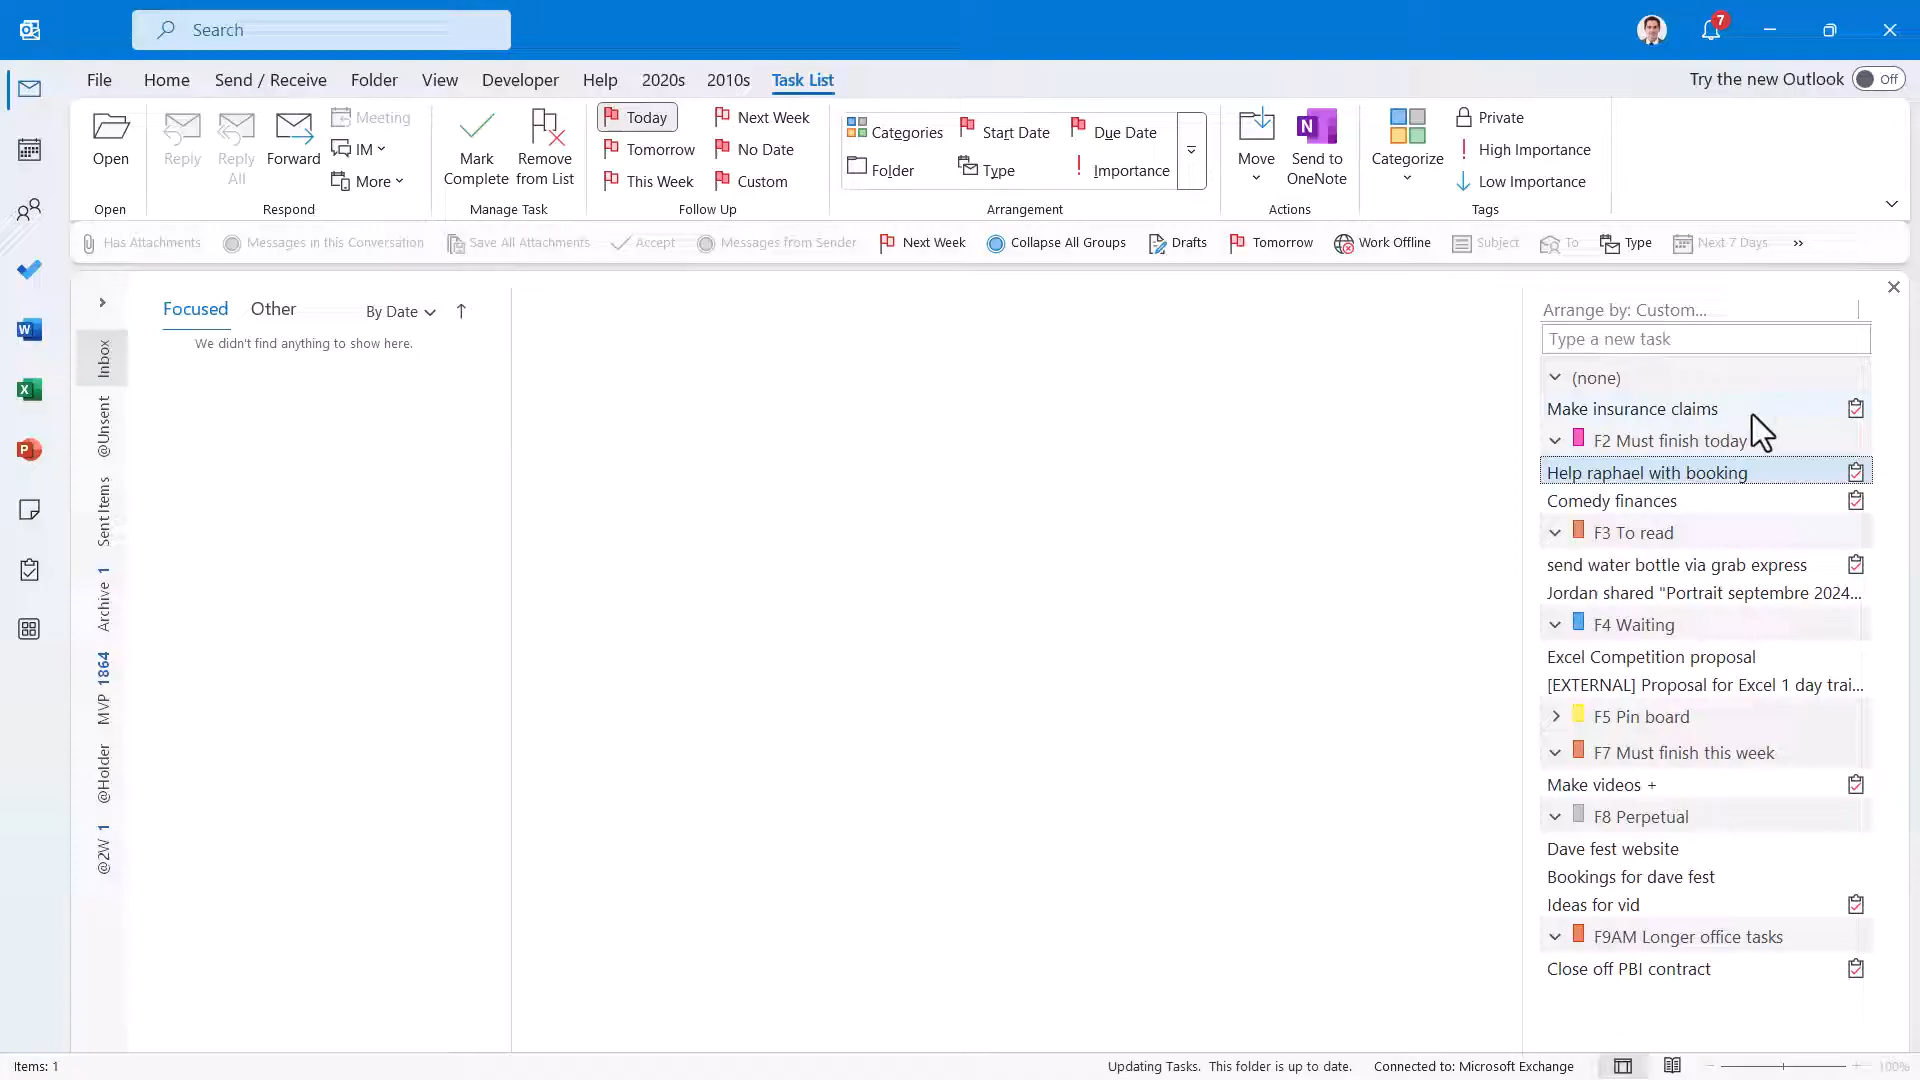 Search
7
File Home Send / Receive Folder View Developer Help 2020s 2010s Task List
Try the new Outlook Off
Open
Reply
Reply All
Forward
Meeting
IM
More
Mark Complete
Remove from List
Today
Tomorrow
This Week
Next Week
No Date
Custom
Categories
Start Date
Due Date
Folder
Type
Importance
Move
Send to OneNote
Categorize
Private
High Importance
Low Importance
Open Respond Manage Task Follow Up Arrangement Actions Tags
Has Attachments Messages in this Conversation Save All Attachments Accept Messages from Sender Next Week Collapse All Groups Drafts Tomorrow Work Offline Subject To Type Next 7 Days »
Inbox
@Unsent
Sent Items
Archive 1
MVP 1864
@Holder
@2W 1
Focused Other By Date
We didn't find anything to show here.
Arrange by: Custom...
Type a new task
(none)
Make insurance claims
F2 Must finish today
Help raphael with booking
Comedy finances
F3 To read
send water bottle via grab express
Jordan shared "Portrait septembre 2024...
F4 Waiting
Excel Competition proposal
[EXTERNAL] Proposal for Excel 1 day trai...
F5 Pin board
F7 Must finish this week
Make videos +
F8 Perpetual
Dave fest website
Bookings for dave fest
Ideas for vid
F9AM Longer office tasks
Close off PBI contract
Items: 1
Updating Tasks. This folder is up to date. Connected to: Microsoft Exchange 100%